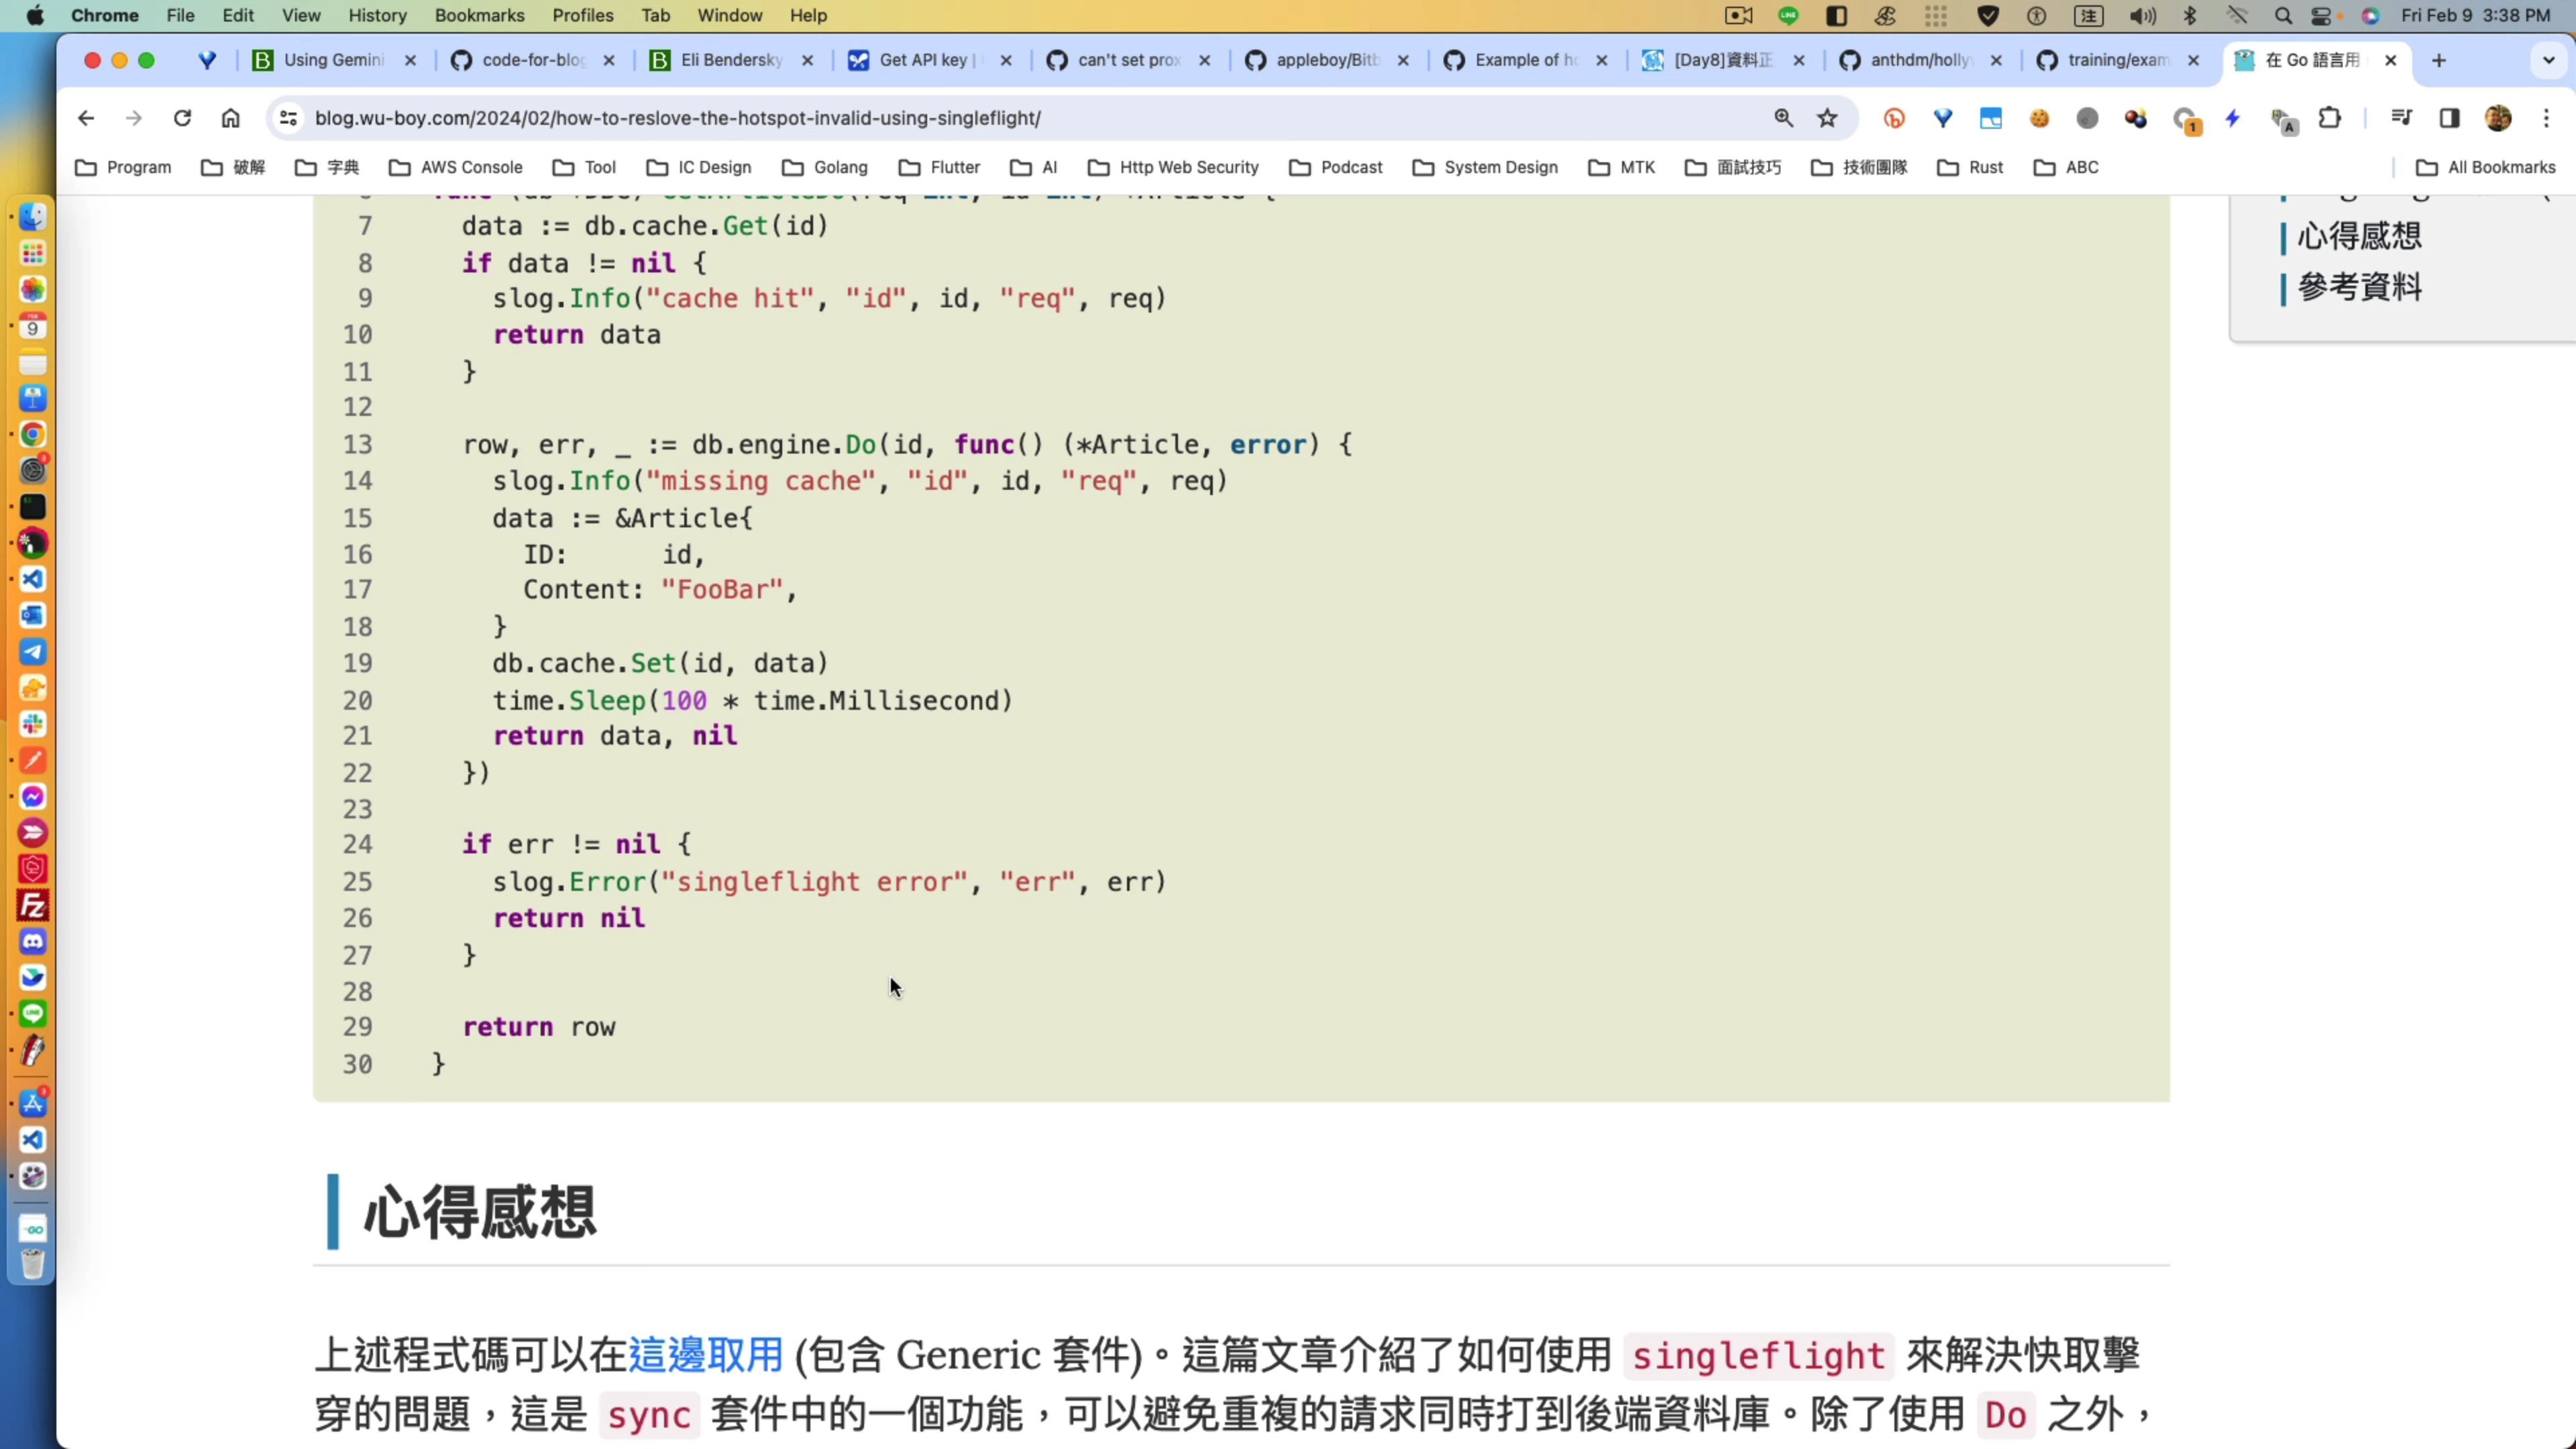 Chrome File Edit View History Bookmarks Profiles Tab Window Help
注 Fri Feb 9 3:38 PM
Using Gemini
code-for-blog
Eli Bendersky
Get API key |
can't set prox
appleboy/Bitb
Example of ho
[Day8]資料正
anthdm/holly
training/exam
在 Go 語言用
blog.wu-boy.com/2024/02/how-to-reslove-the-hotspot-invalid-using-singleflight/
1
A
Program 破解 字典 AWS Console Tool IC Design Golang Flutter AI Http Web Security Podcast System Design MTK 面試技巧 技術團隊 Rust ABC All Bookmarks
7 data := db.cache.Get(id)
8 if data != nil {
9 slog.Info("cache hit", "id", id, "req", req)
10 return data
11 }
12
13 row, err, _ := db.engine.Do(id, func() (*Article, error) {
14 slog.Info("missing cache", "id", id, "req", req)
15 data := &Article{
16 ID: id,
17 Content: "FooBar",
18 }
19 db.cache.Set(id, data)
20 time.Sleep(100 * time.Millisecond)
21 return data, nil
22 })
23
24 if err != nil {
25 slog.Error("singleflight error", "err", err)
26 return nil
27 }
28
29 return row
30 }
心得感想
參考資料
心得感想
上述程式碼可以在這邊取用 (包含 Generic 套件)。這篇文章介紹了如何使用 singleflight 來解決快取擊
穿的問題，這是 sync 套件中的一個功能，可以避免重複的請求同時打到後端資料庫。除了使用 Do 之外，